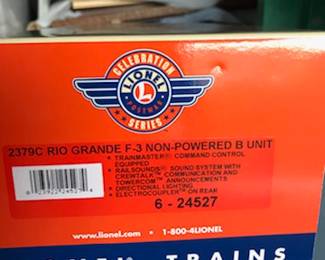 CELEBRATION
LIONEL
L
POSTWAR
SERIES
2379C RIO GRANDE F-3 NON-POWERED B UNIT
• TRAINMASTER® COMMAND CONTROL
EQUIPPED
• RAILSOUNDS® SOUND SYSTEM WITH
CREWTALK™ COMMUNICATION AND
TOWERCOM™ ANNOUNCEMENTS
• DIRECTIONAL LIGHTING
• ELECTROCOUPLER™ ON REAR
6 - 24527
www.lionel.com • 1-800-4LIONEL
TRAINS